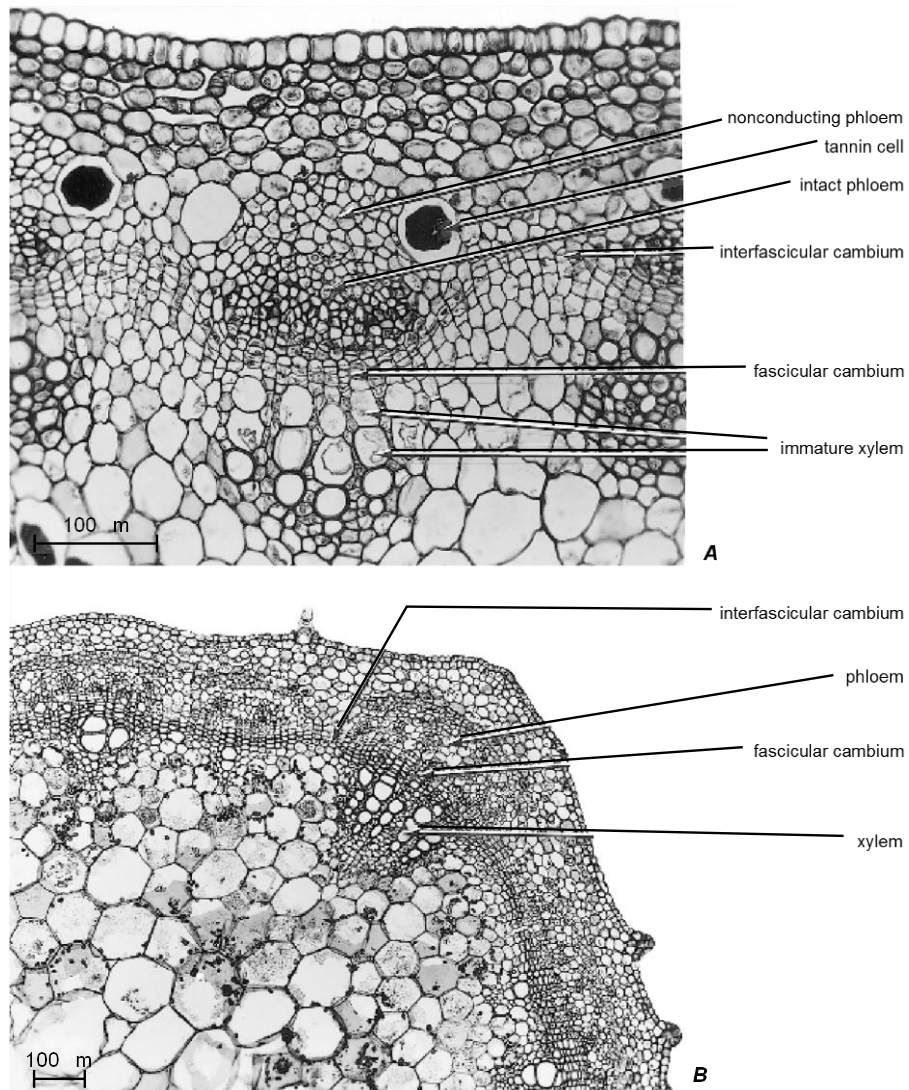 nonconducting phloem
tannin cell
intact phloem
interfascicular cambium
fascicular cambium
immature xylem
100 m
A
interfascicular cambium
phloem
fascicular cambium
xylem
100 m
B